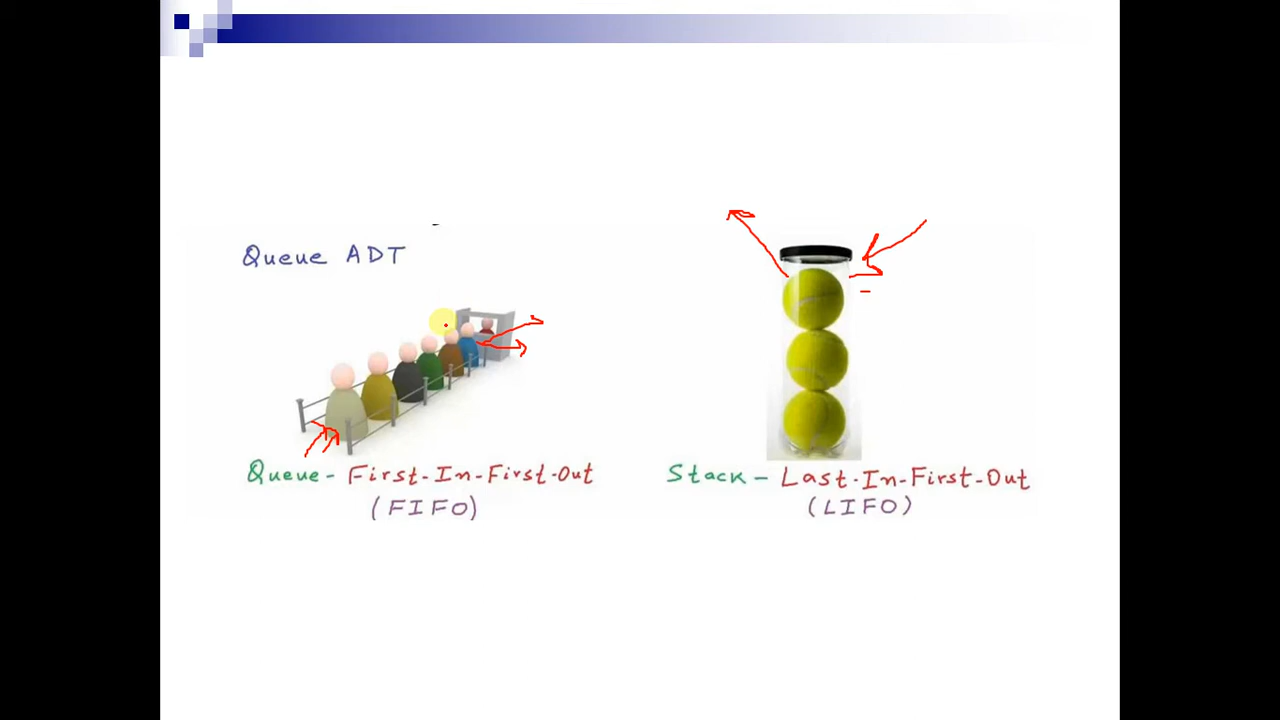 Queue ADT
Queue - First-In-First-Out
(FIFO)
Stack - Last-In-First-Out
(LIFO)